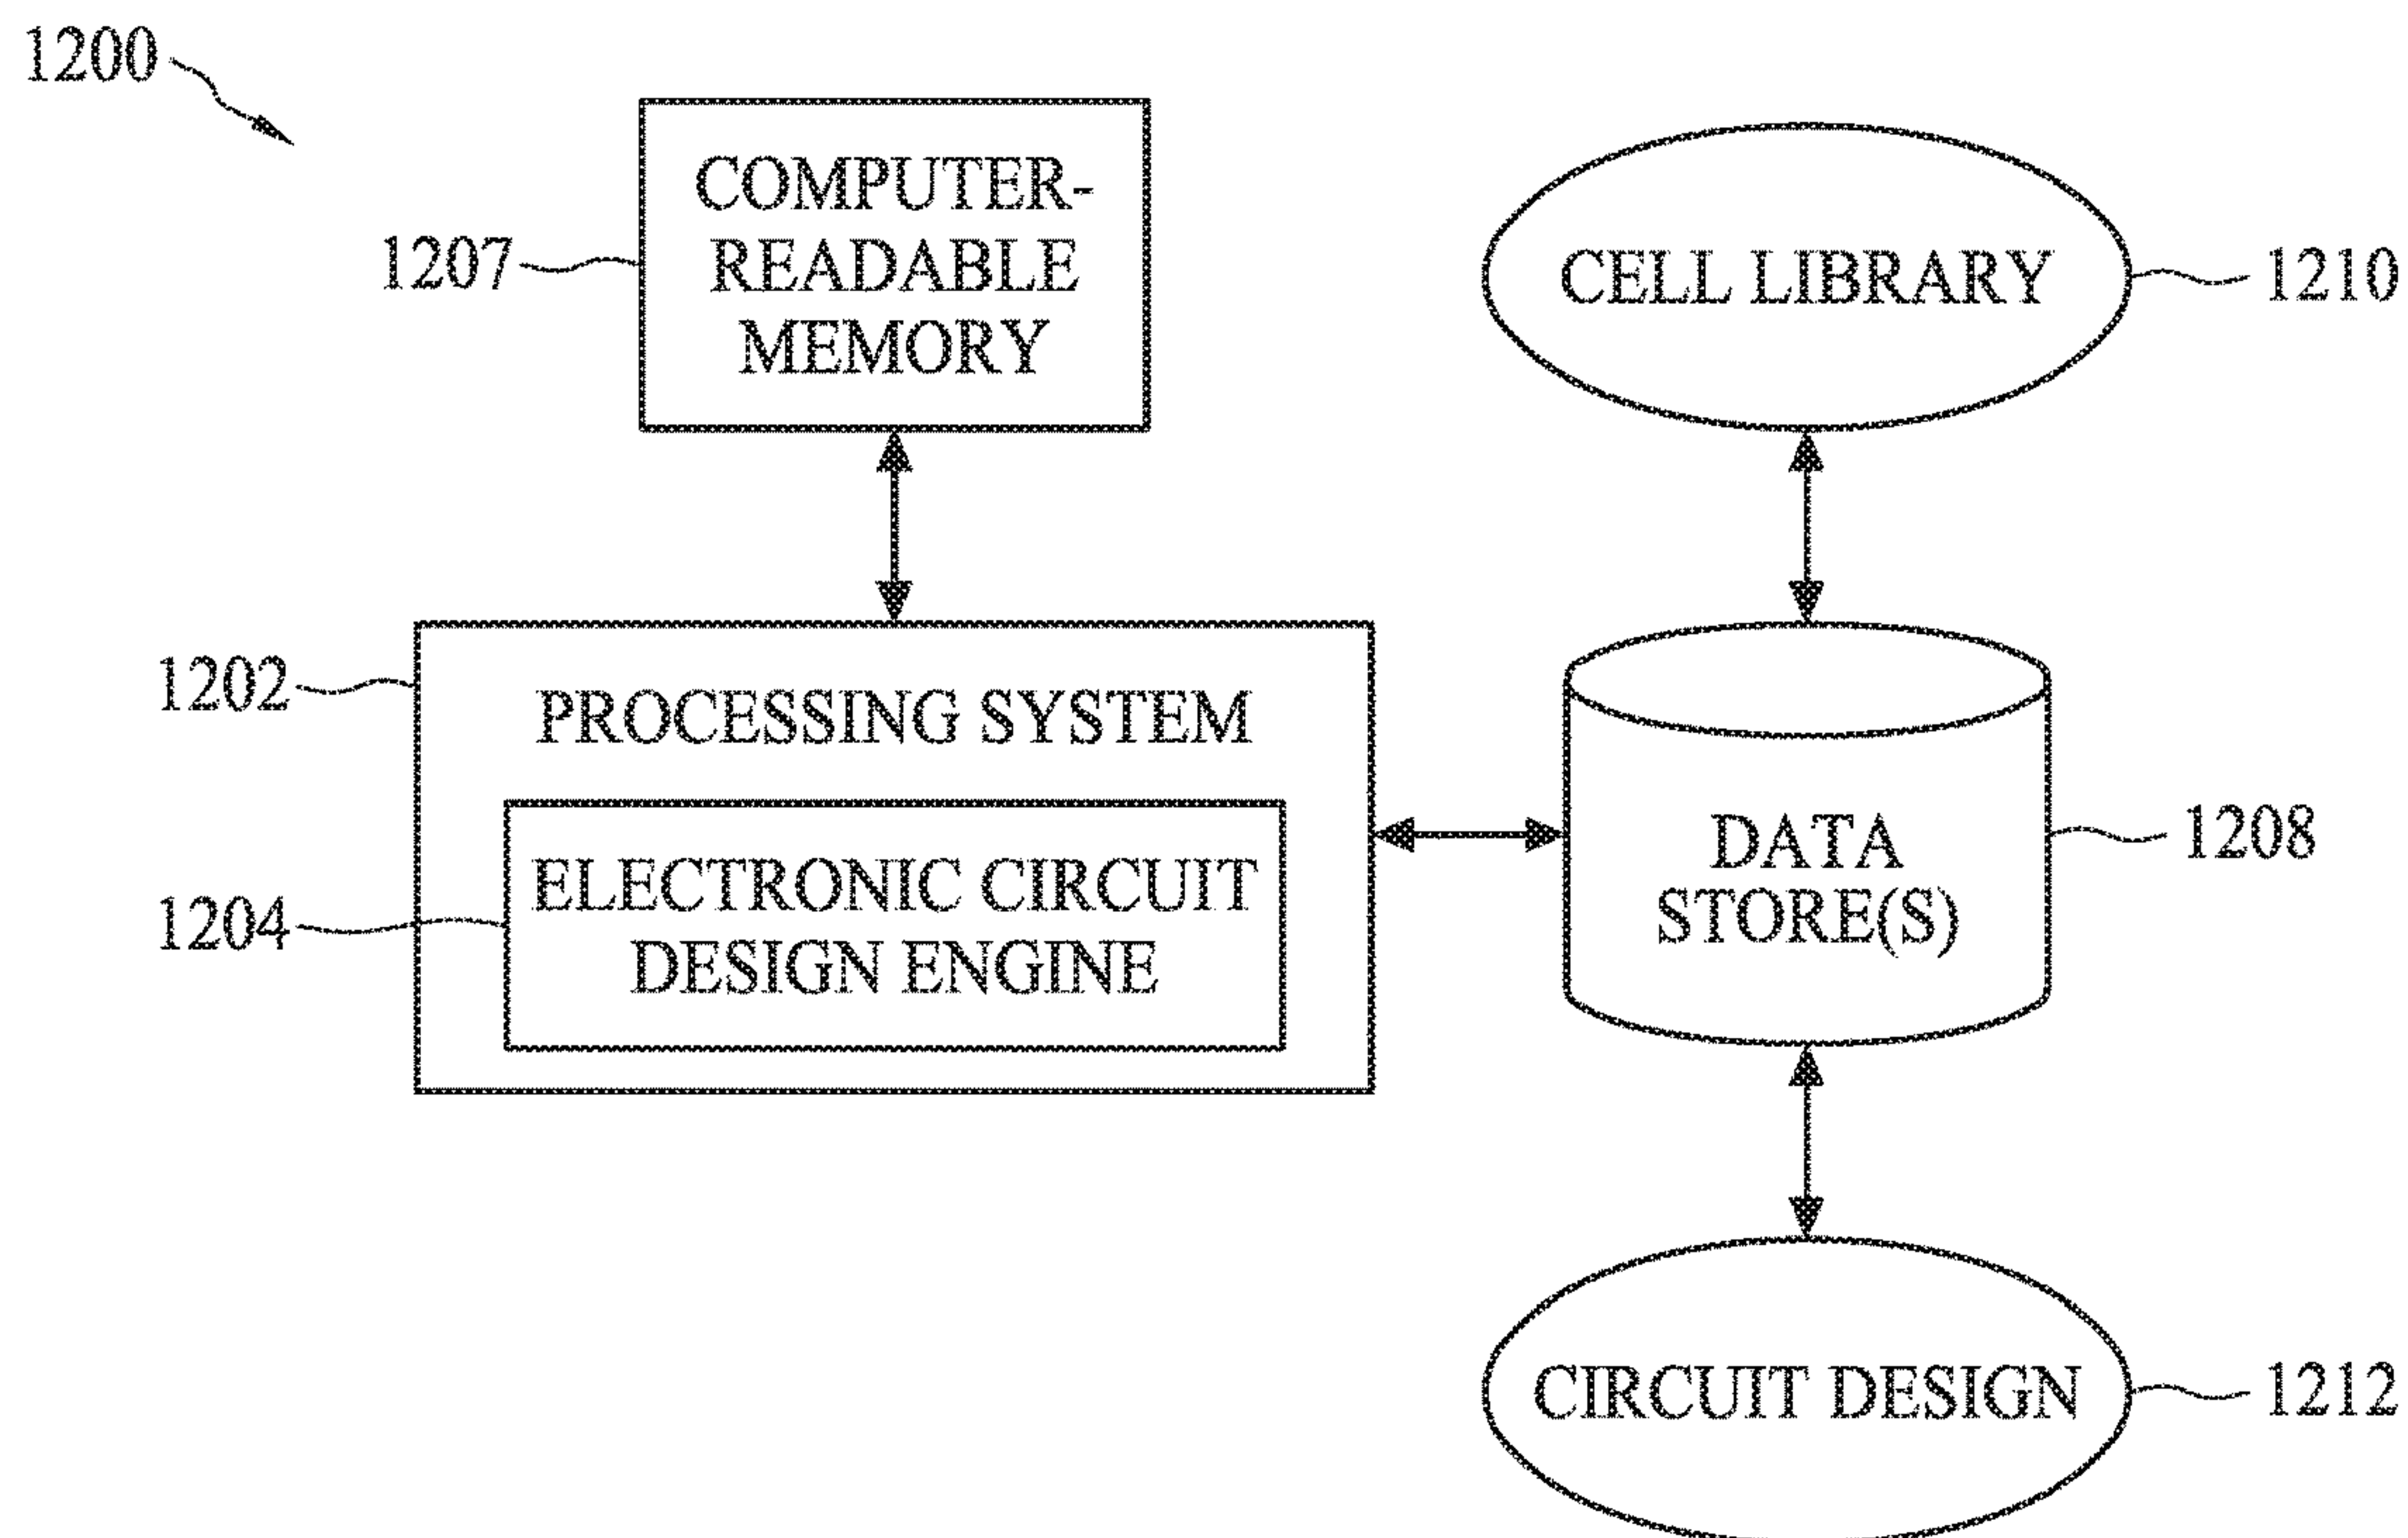 1200
COMPUTER-
READABLE
MEMORY
1207
CELL LIBRARY
1210
1202
PROCESSING SYSTEM
1204
ELECTRONIC CIRCUIT
DESIGN ENGINE
DATA
STORE(S)
1208
CIRCUIT DESIGN
1212